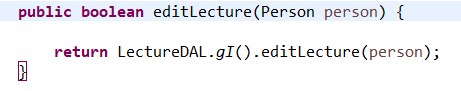 public boolean editLecture(Person person) {
return LectureDAL.gI().editLecture(person);
}